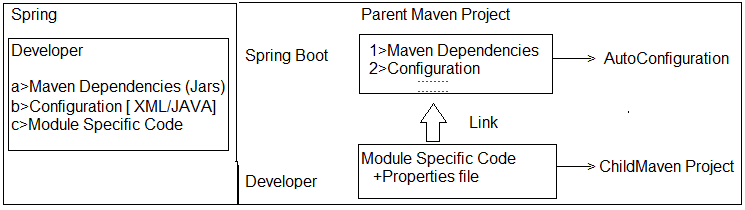 Spring
Developer
a>Maven Dependencies (Jars)
b>Configuration [ XML/JAVA]
c>Module Specific Code
Parent Maven Project
Spring Boot
1>Maven Dependencies
2>Configuration
........
........
AutoConfiguration
Link
Developer
Module Specific Code
+Properties file
ChildMaven Project